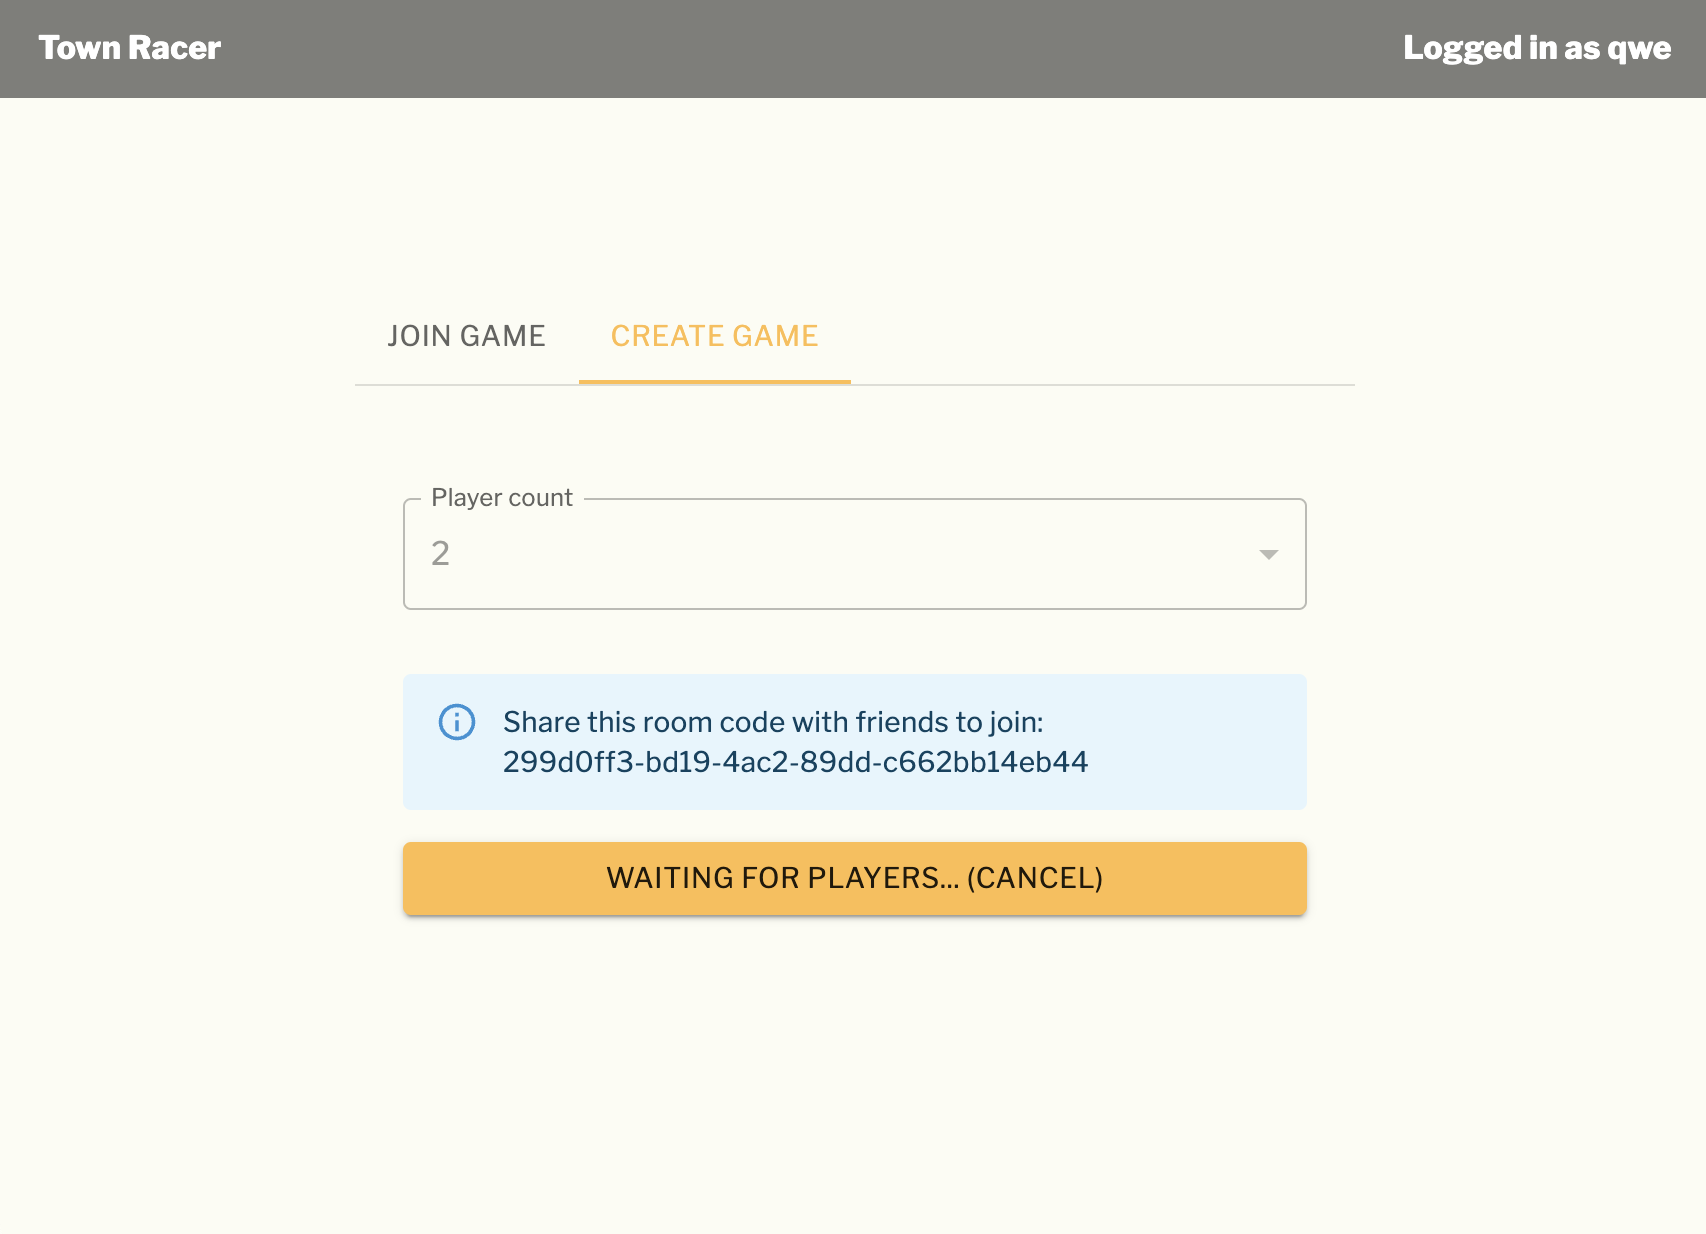 Town Racer
Logged in as qwe
JOIN GAME
CREATE GAME
Player count
2
Share this room code with friends to join:
299d0ff3-bd19-4ac2-89dd-c662bb14eb44
WAITING FOR PLAYERS... (CANCEL)